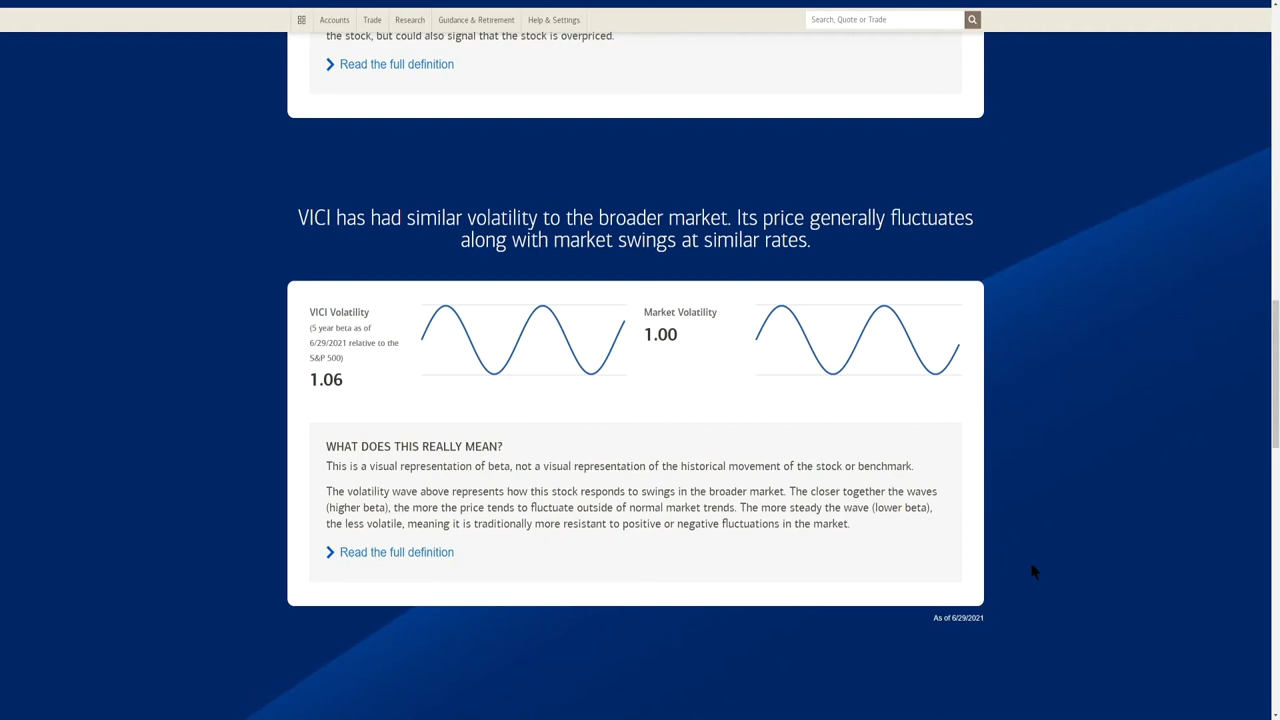 Accounts
Trade
Research
Guidance & Retirement
Help & Settings
Search, Quote or Trade
the stock, but could also signal that the stock is overpriced.
Read the full definition
VICI has had similar volatility to the broader market. Its price generally fluctuates
along with market swings at similar rates.
VICI Volatility
(5 year beta as of
6/29/2021 relative to the
S&P 500)
1.06
Market Volatility
1.00
WHAT DOES THIS REALLY MEAN?
This is a visual representation of beta, not a visual representation of the historical movement of the stock or benchmark.
The volatility wave above represents how this stock responds to swings in the broader market. The closer together the waves
(higher beta), the more the price tends to fluctuate outside of normal market trends. The more steady the wave (lower beta),
the less volatile, meaning it is traditionally more resistant to positive or negative fluctuations in the market.
Read the full definition
As of 6/29/2021